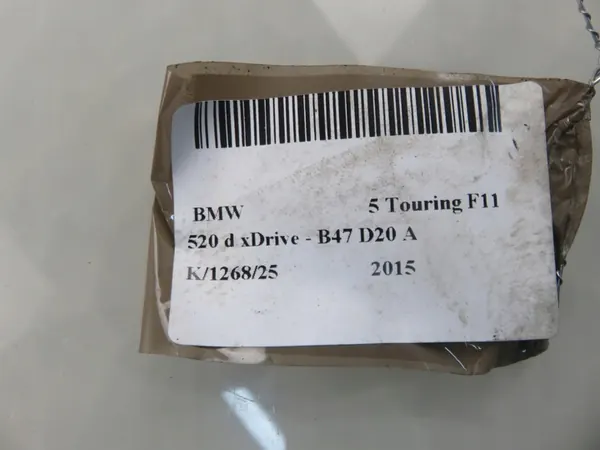 BMW 5 Touring F11
520 d xDrive - B47 D20 A
K/1268/25 2015